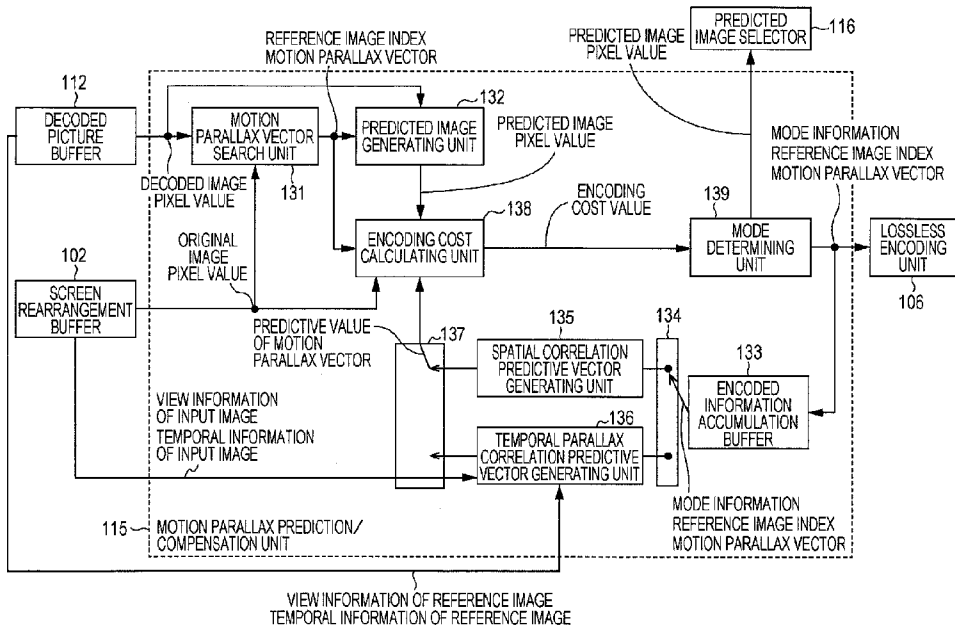 PREDICTED
IMAGE SELECTOR
116
PREDICTED IMAGE
PIXEL VALUE
REFERENCE IMAGE INDEX
MOTION PARALLAX VECTOR
112
DECODED
PICTURE BUFFER
MOTION
PARALLAX VECTOR
SEARCH UNIT
131
132
PREDICTED IMAGE
GENERATING UNIT
PREDICTED IMAGE
PIXEL VALUE
MODE INFORMATION
REFERENCE IMAGE INDEX
MOTION PARALLAX VECTOR
DECODED IMAGE
PIXEL VALUE
138
ENCODING COST
CALCULATING UNIT
ENCODING
COST VALUE
139
MODE
DETERMINING
UNIT
LOSSLESS
ENCODING
UNIT
106
ORIGINAL
IMAGE
PIXEL VALUE
102
SCREEN
REARRANGEMENT
BUFFER
PREDICTIVE VALUE
OF MOTION
PARALLAX VECTOR
137
135
SPATIAL CORRELATION
PREDICTIVE VECTOR
GENERATING UNIT
134
133
ENCODED
INFORMATION
ACCUMULATION
BUFFER
VIEW INFORMATION
OF INPUT IMAGE
TEMPORAL INFORMATION
OF INPUT IMAGE
136
TEMPORAL PARALLAX
CORRELATION PREDICTIVE
VECTOR GENERATING UNIT
MODE INFORMATION
REFERENCE IMAGE INDEX
MOTION PARALLAX VECTOR
115
MOTION PARALLAX PREDICTION/
COMPENSATION UNIT
VIEW INFORMATION OF REFERENCE IMAGE
TEMPORAL INFORMATION OF REFERENCE IMAGE